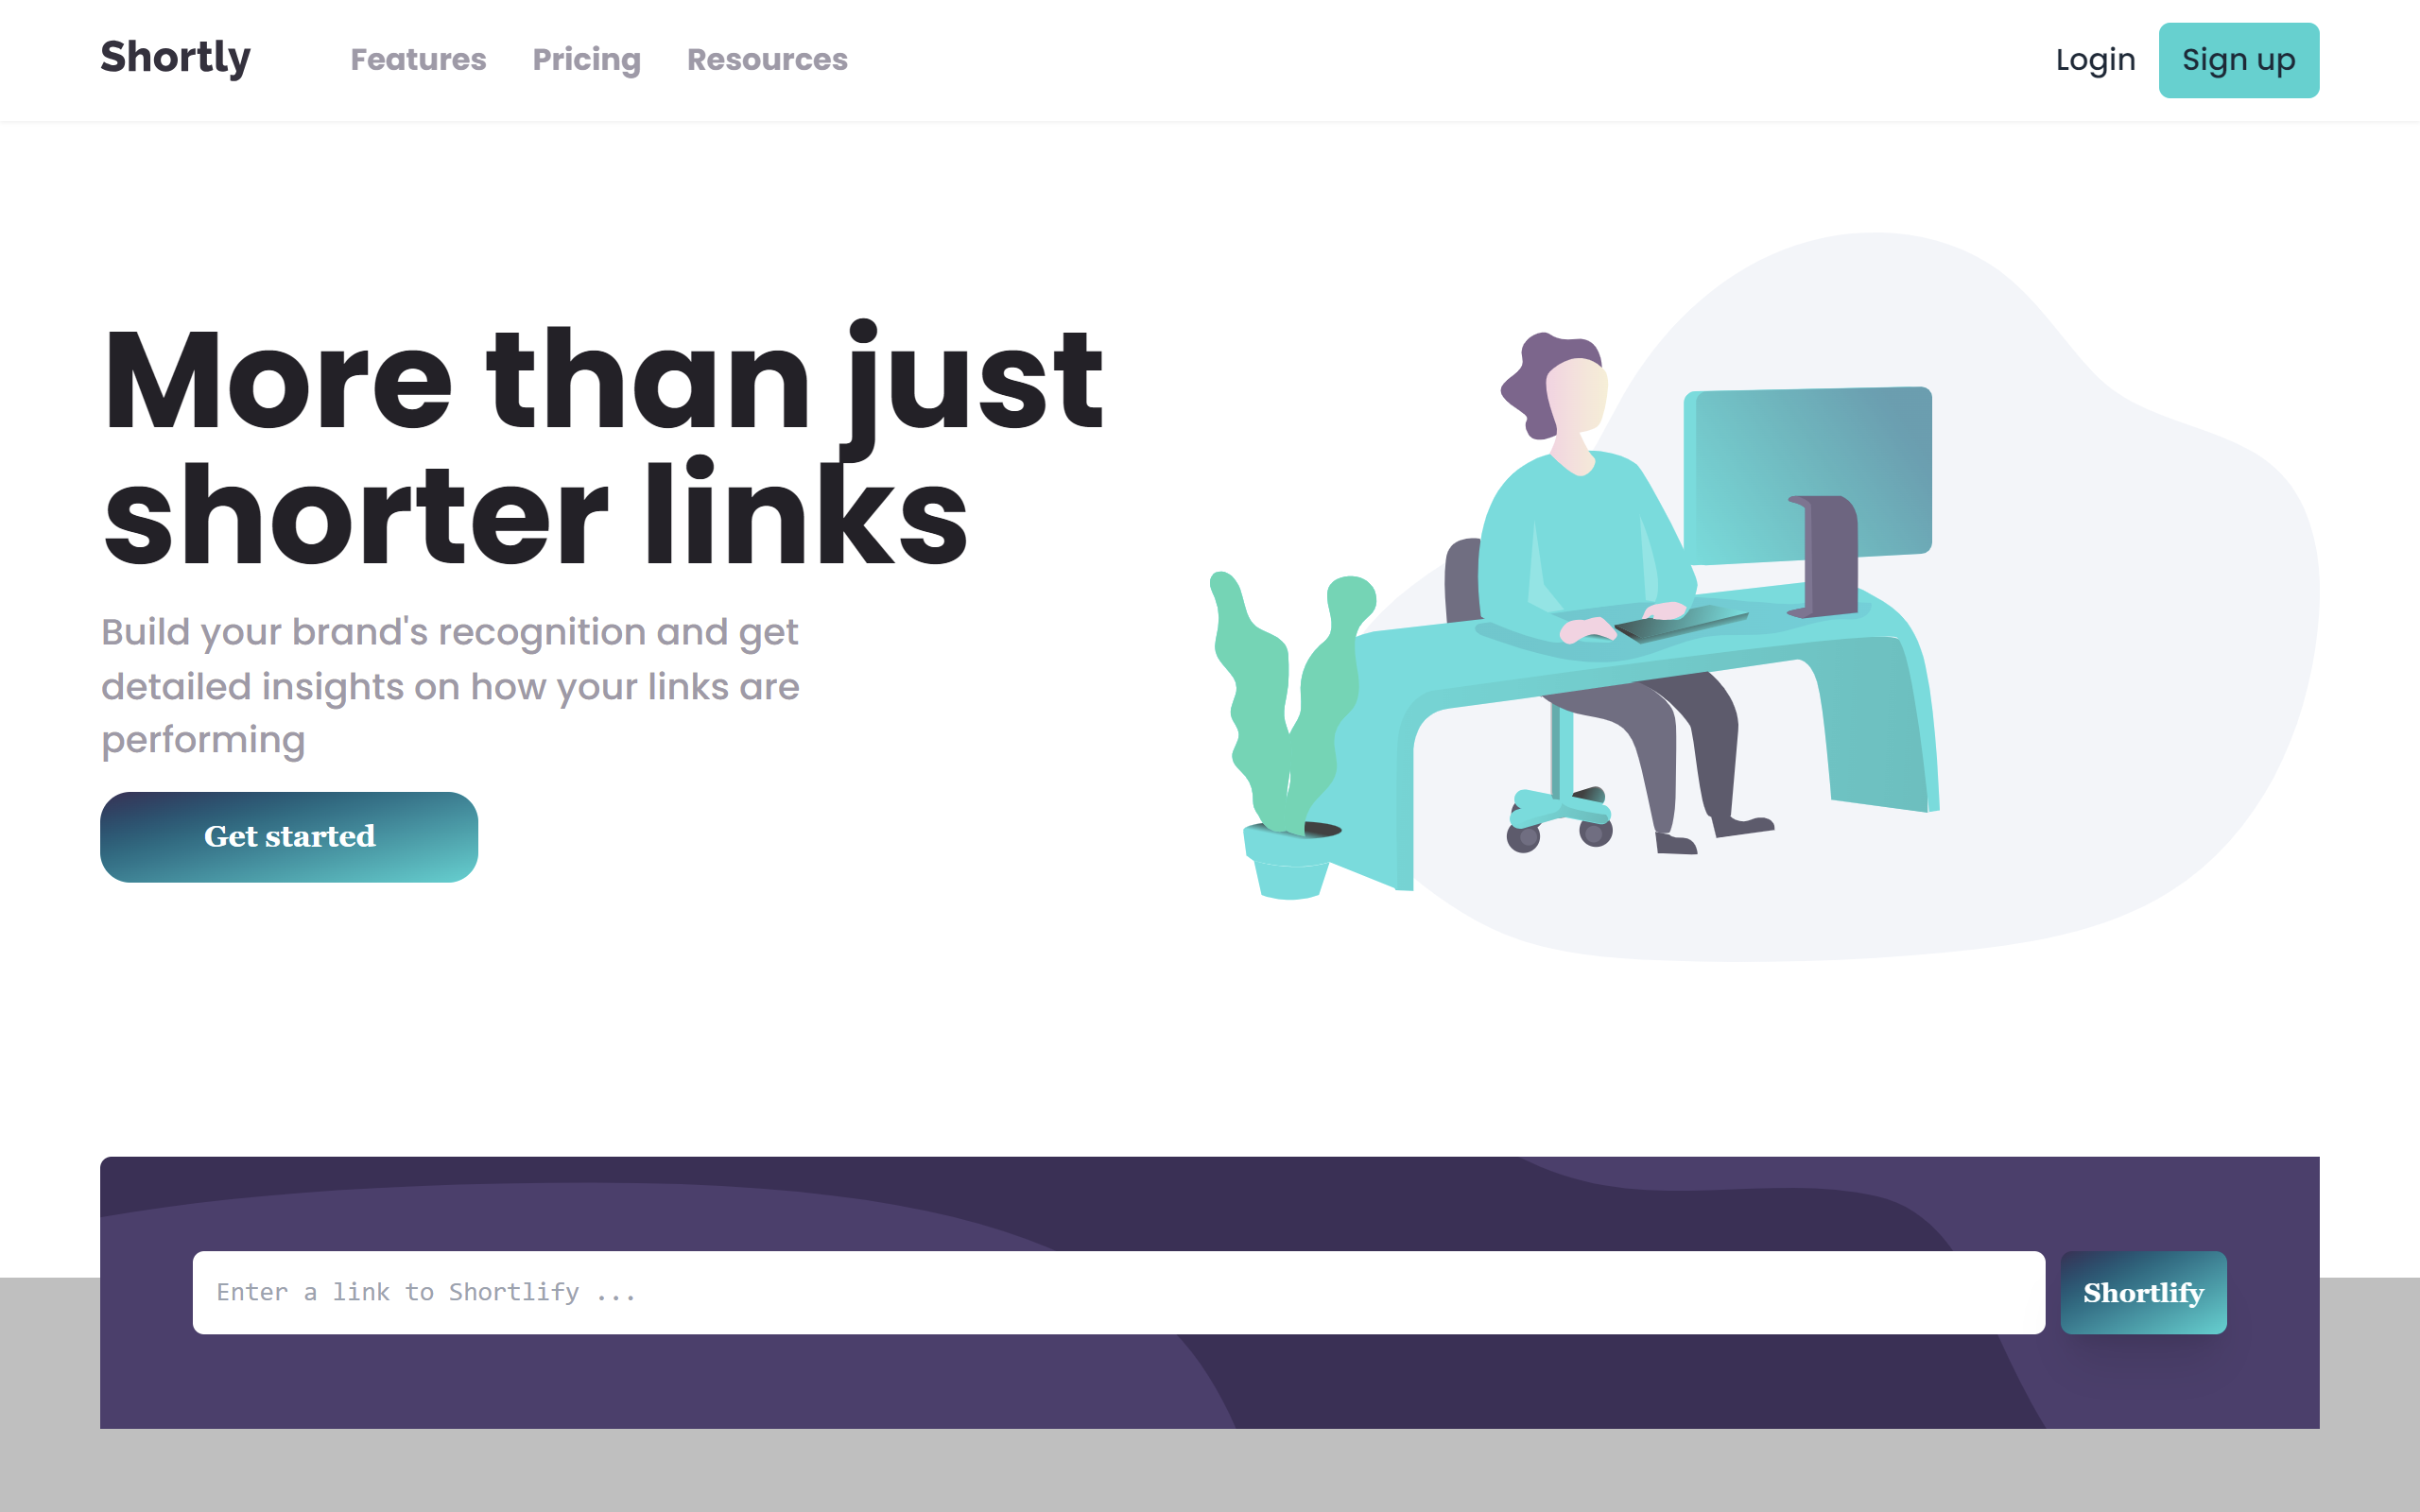 Shortly
Features
Pricing
Resources
Login
Sign up
More than just
shorter links
Build your brand's recognition and get
detailed insights on how your links are
performing
Get started
Enter a link to Shortlify ...
Shortlify